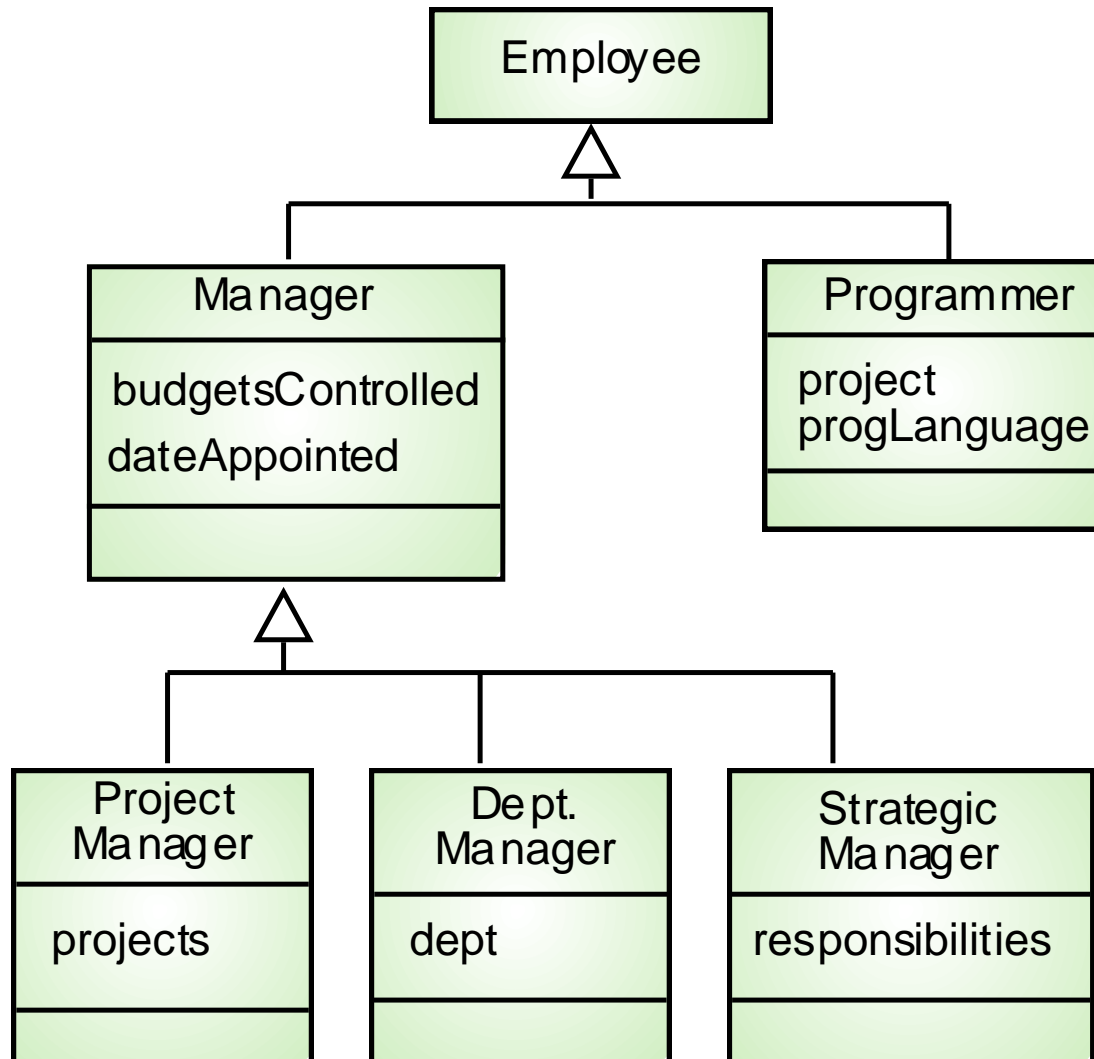 Employee
Manager
budgetsControlled
dateAppointed
Programmer
project
progLanguage
Project
Manager
projects
Dept.
Manager
dept
Strategic
Manager
responsibilities